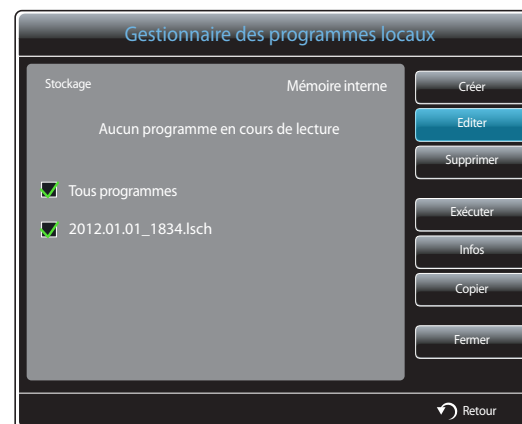 Gestionnaire des programmes locaux
Stockage Mémoire interne
Aucun programme en cours de lecture
Tous programmes
2012.01.01_1834.lsch
Créer
Editer
Supprimer
Exécuter
Infos
Copier
Fermer
Retour